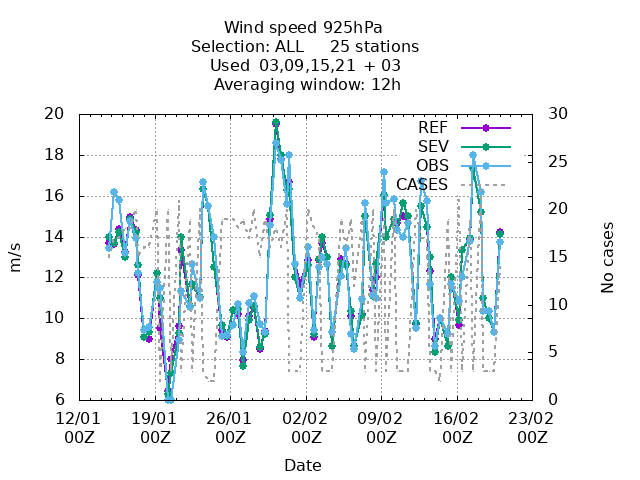 Wind speed 925hPa
Selection: ALL     25 stations
Used 03,09,15,21 + 03
Averaging window: 12h
REF
SEV
OBS
CASES
20
18
16
14
12
10
8
6
m/s
30
25
20
15
10
5
0
No cases
12/01 19/01 26/01 02/02 09/02 16/02 23/02
00Z 00Z 00Z 00Z 00Z 00Z 00Z
Date